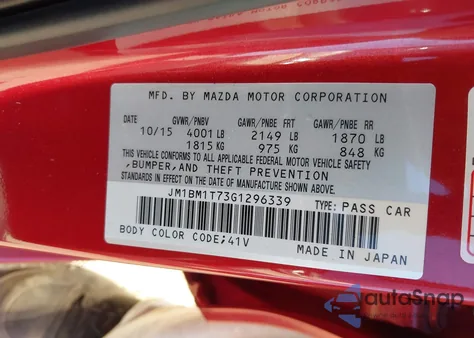 MFD. BY MAZDA MOTOR CORPORATION
DATE GVWR/PNBV GAWR/PNBE FRT GAWR/PNBE RR
10/15 4001 LB 2149 LB 1870 LB
1815 KG 975 KG 848 KG
THIS VEHICLE CONFORMS TO ALL APPLICABLE FEDERAL MOTOR VEHICLE SAFETY
,BUMPER,AND THEFT PREVENTION
STANDARDS IN EFFECT ON THE DATE OF MANUFACTURE SHOWN ABOVE.
JM1BM1T73G1296339 TYPE: PASS CAR
BODY COLOR CODE;41V MADE IN JAPAN
autoSnap